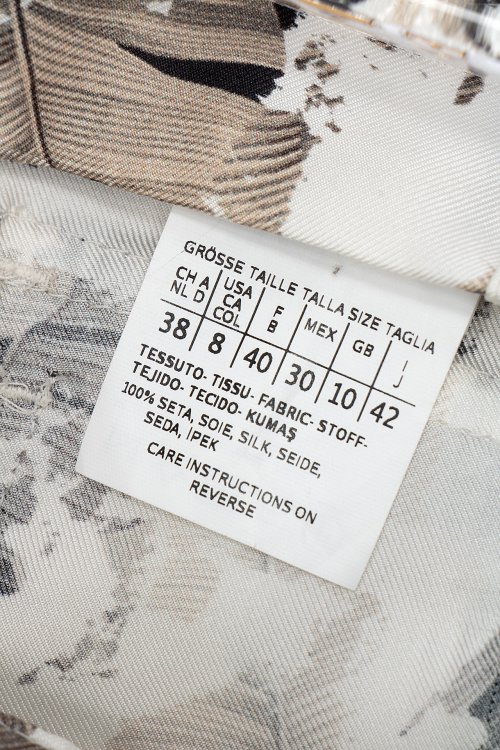 GRÖSSE TAILLE TALLA SIZE TAGLIA
CH A NL D | USA CA COL | F B | MEX | GB | I J
38 | 8 | 40 | 30 | 10 | 42
TESSUTO- TISSU- FABRIC- STOFF-
TEJIDO- TECIDO- KUMAŞ
100% SETA, SOIE, SILK, SEIDE,
SEDA, İPEK
CARE INSTRUCTIONS ON
REVERSE